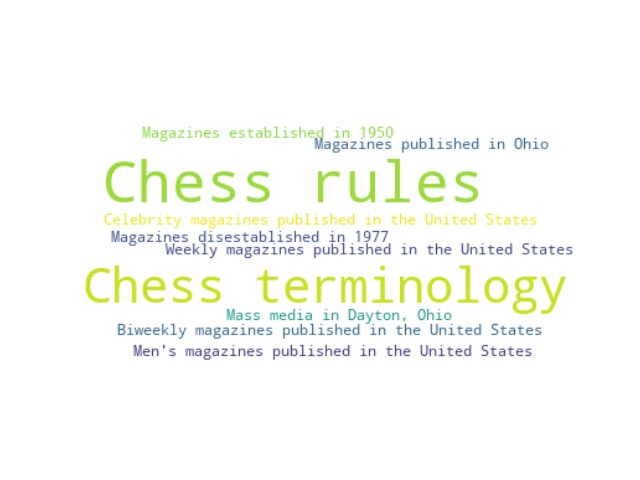 Magazines established in 1950
Magazines published in Ohio
Chess rules
Celebrity magazines published in the United States
Magazines disestablished in 1977
Weekly magazines published in the United States
Chess terminology
Mass media in Dayton, Ohio
Biweekly magazines published in the United States
Men's magazines published in the United States